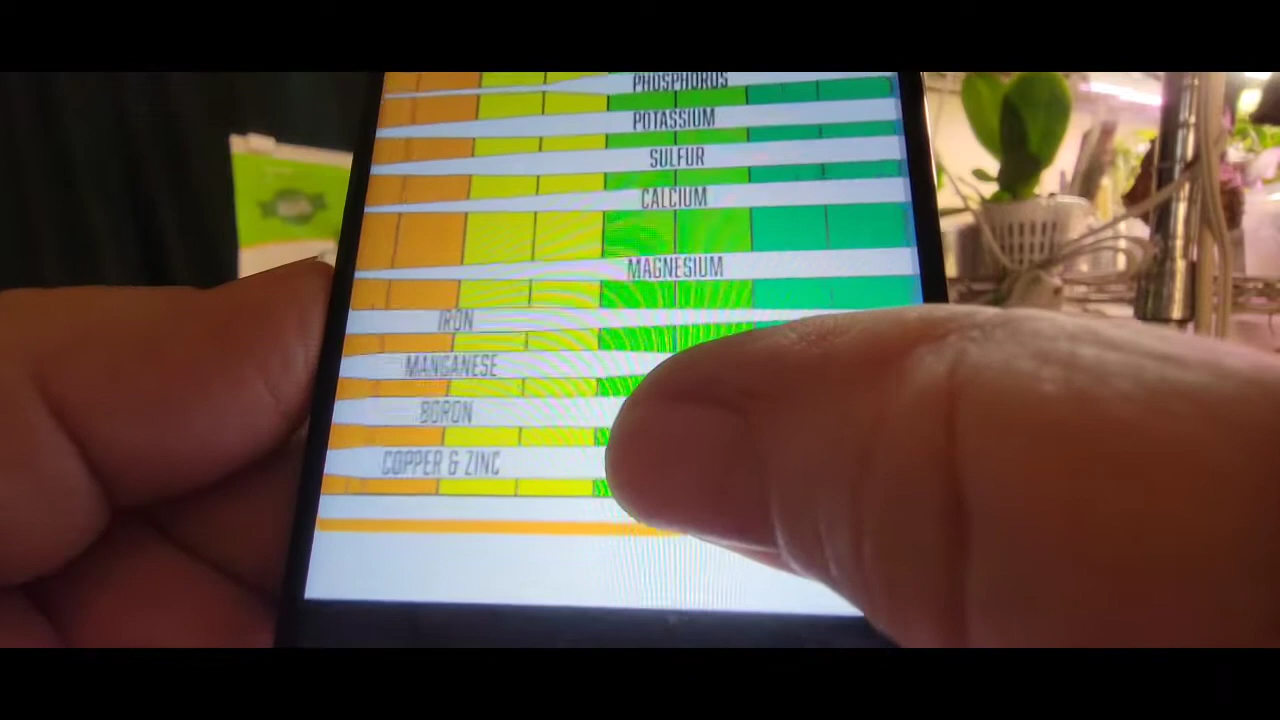 PHOSPHORUS
POTASSIUM
SULFUR
CALCIUM
MAGNESIUM
IRON
MANGANESE
BORON
COPPER & ZINC